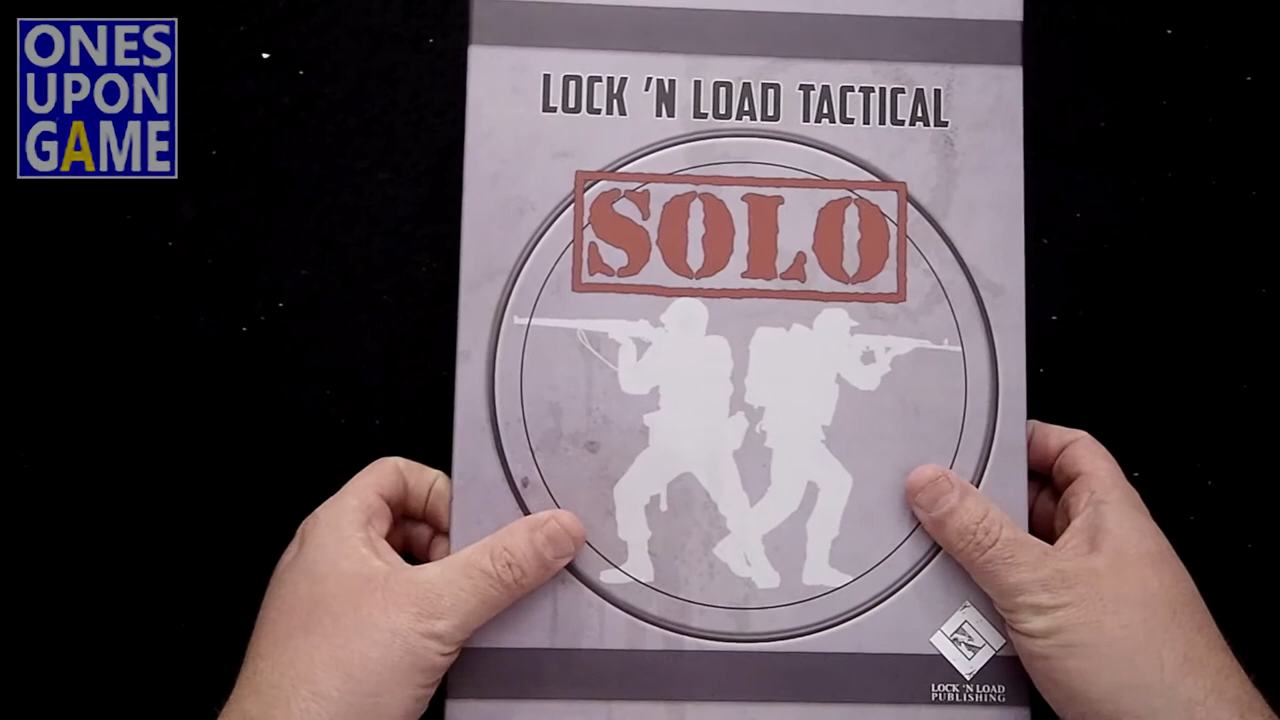 ONES
UPON
GAME
LOCK 'N LOAD TACTICAL
SOLO
LOCK 'N LOAD
PUBLISHING